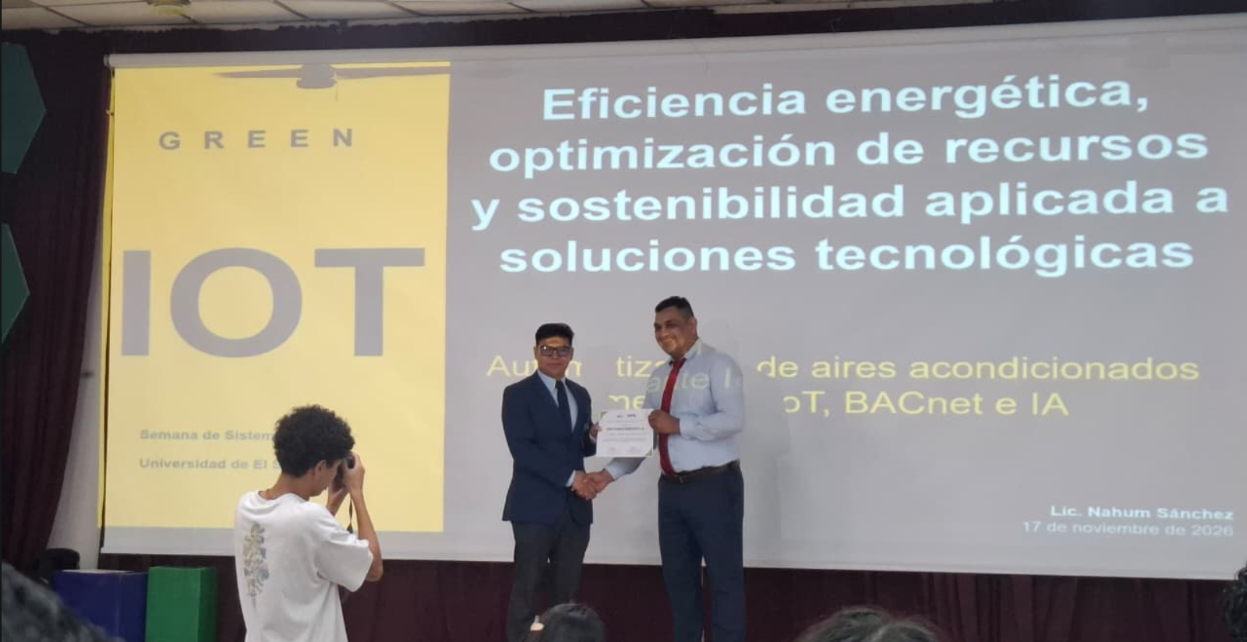 GREEN
IOT
Semana de
Universidad de El
Eficiencia energética,
optimización de recursos
y sostenibilidad aplicada a
soluciones tecnológicas
de aires acondicionados
BACnet e IA
Lic. Nahum Sánchez
17 de noviembre de 2026